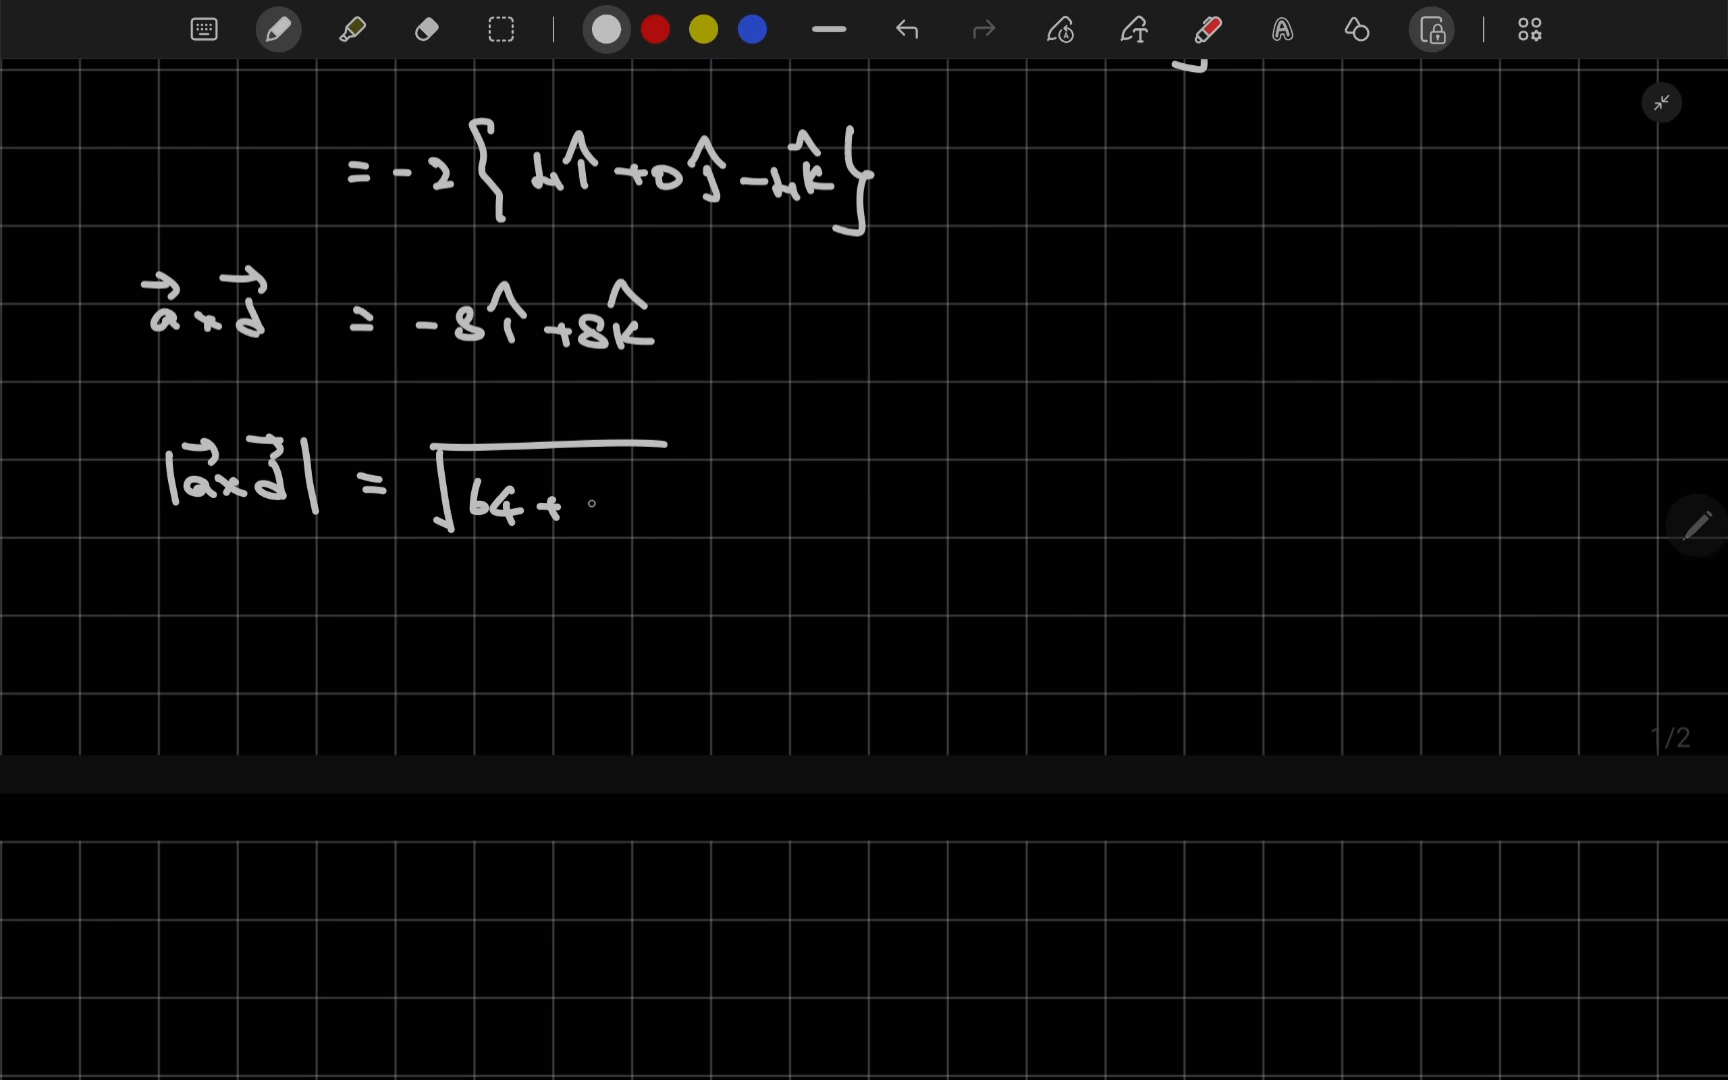 = -2{ 4î + 0ĵ - 4k̂ }
a⃗ × d⃗ = -8î + 8k̂
|a⃗ × d⃗| = √64 +
1/2